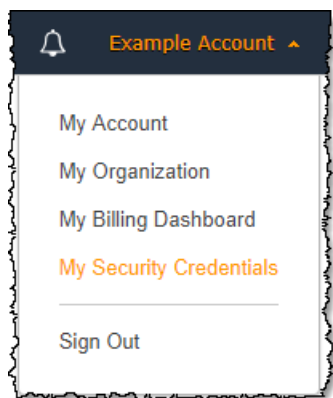 Example Account
My Account
My Organization
My Billing Dashboard
My Security Credentials
Sign Out